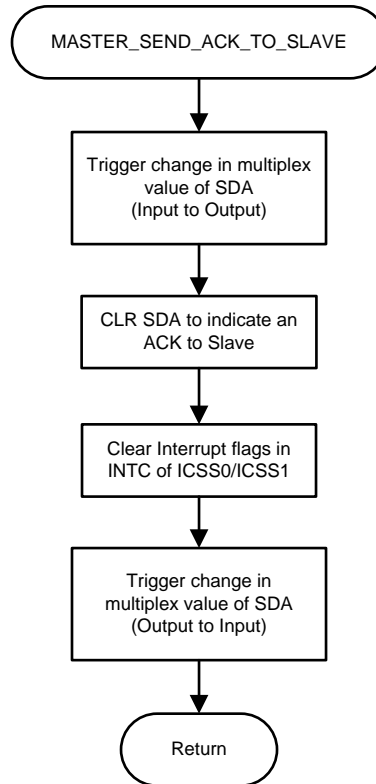 MASTER_SEND_ACK_TO_SLAVE
Trigger change in multiplex
value of SDA
(Input to Output)
CLR SDA to indicate an
ACK to Slave
Clear Interrupt flags in
INTC of ICSS0/ICSS1
Trigger change in
multiplex value of SDA
(Output to Input)
Return